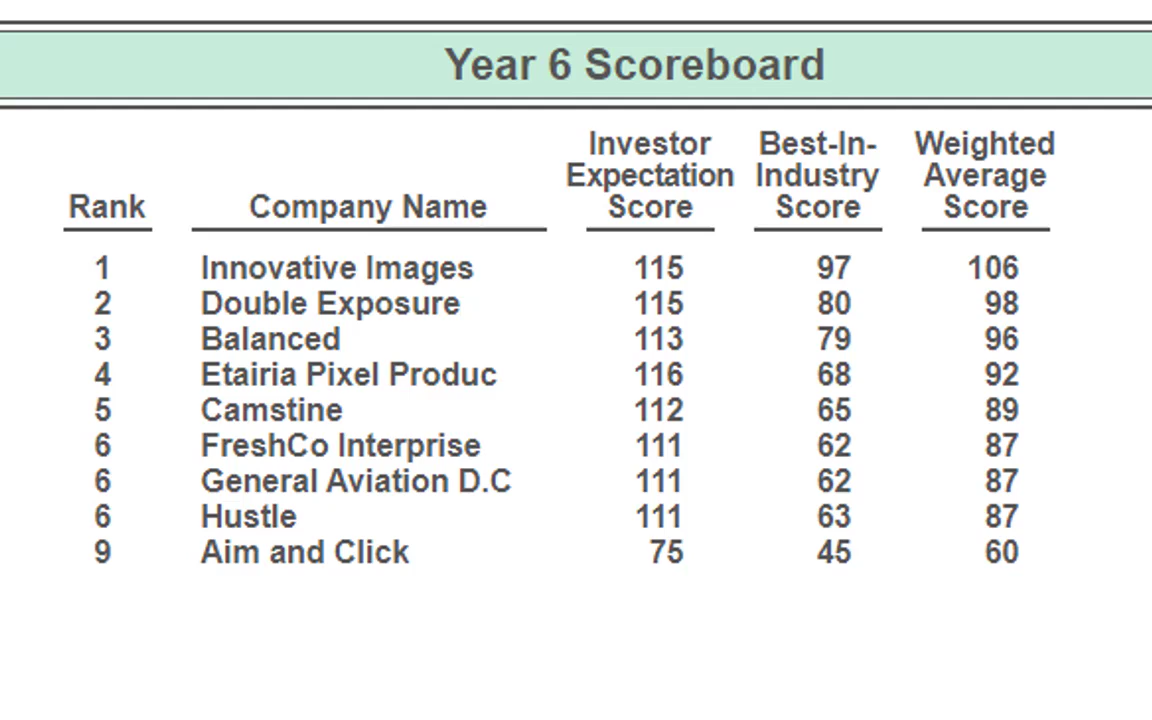 Year 6 Scoreboard
Investor Best-In- Weighted
Expectation Industry Average
Rank Company Name Score Score Score
1 Innovative Images 115 97 106
2 Double Exposure 115 80 98
3 Balanced 113 79 96
4 Etairia Pixel Produc 116 68 92
5 Camstine 112 65 89
6 FreshCo Interprise 111 62 87
6 General Aviation D.C 111 62 87
6 Hustle 111 63 87
9 Aim and Click 75 45 60